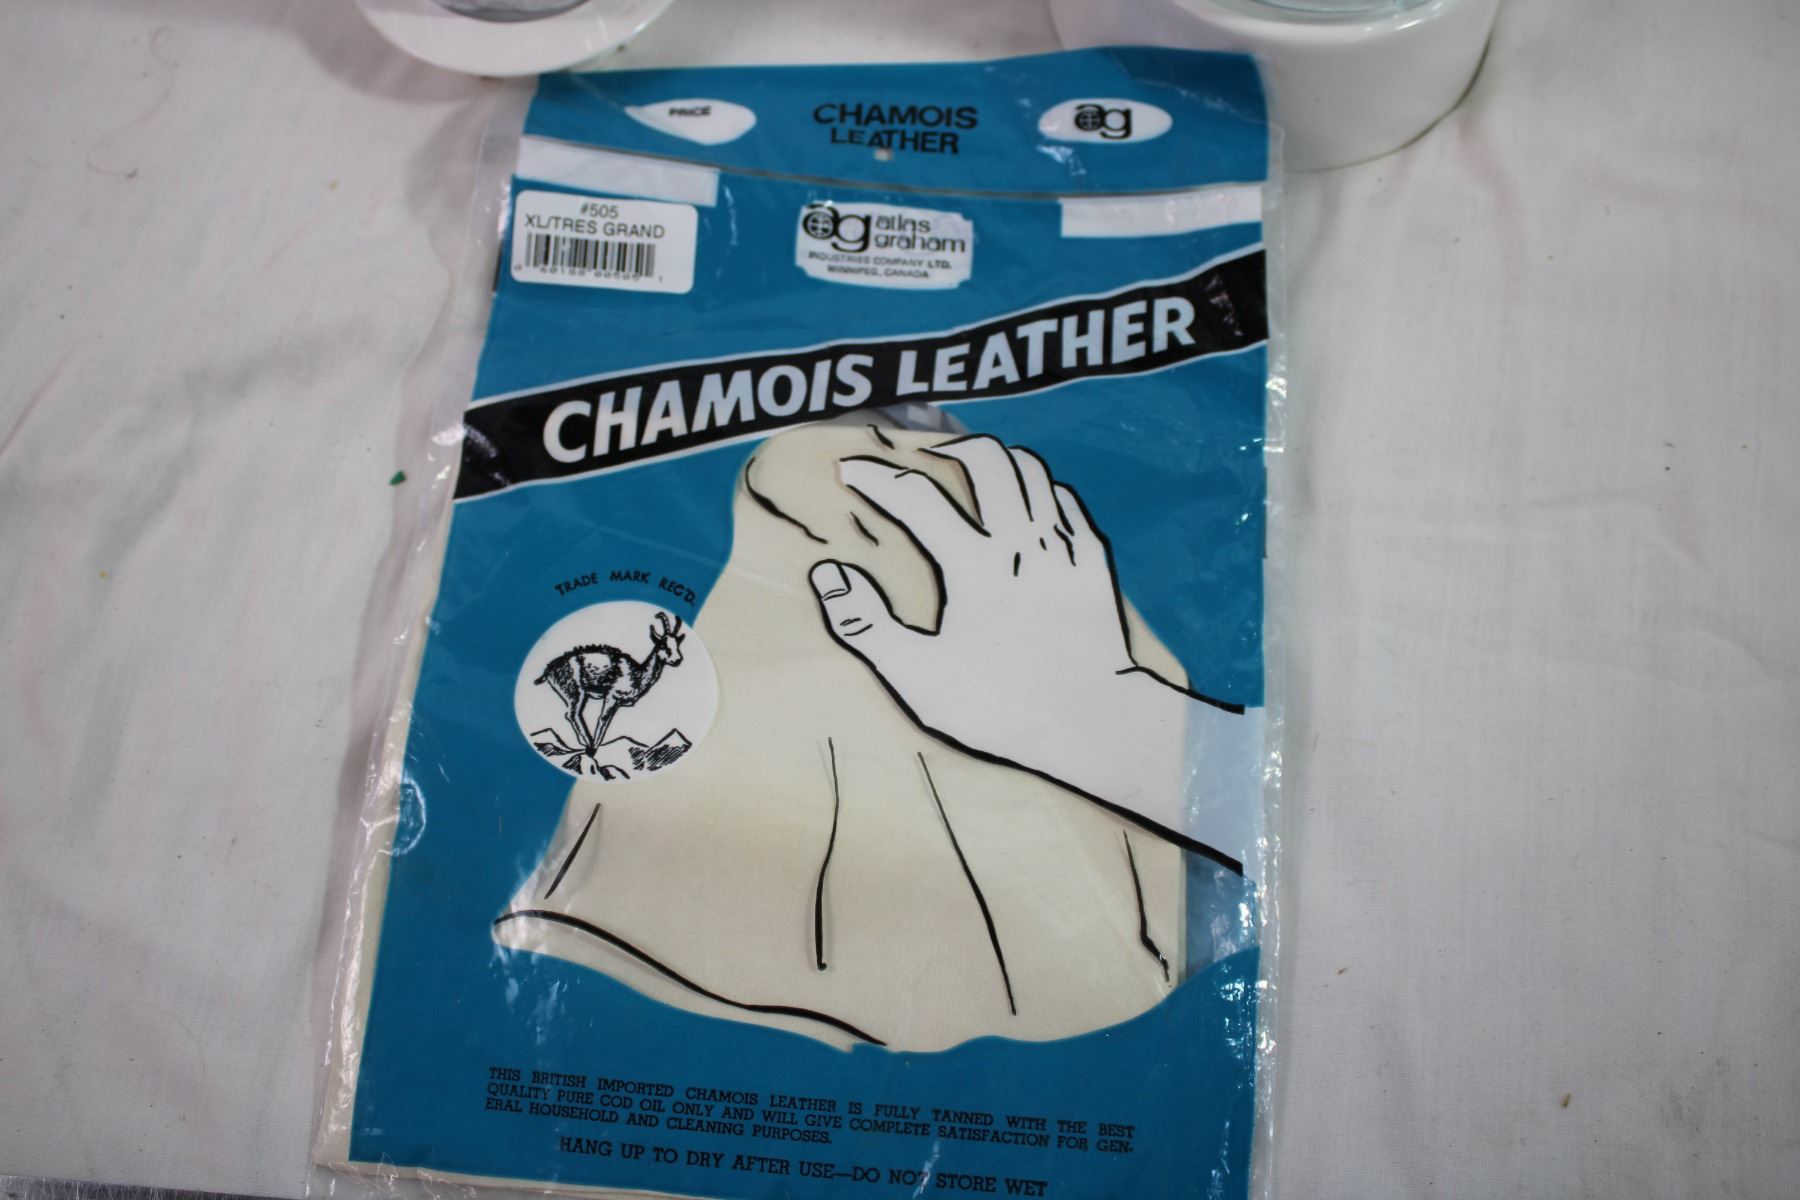 PRICE
CHAMOIS
LEATHER
ag
#505
XL/TRES GRAND
ag atlas
graham
INDUSTRIES COMPANY LTD.
WINNIPEG, CANADA
CHAMOIS LEATHER
TRADE MARK REG'D.
THIS BRITISH IMPORTED CHAMOIS LEATHER IS FULLY TANNED WITH THE BEST
QUALITY PURE COD OIL ONLY AND WILL GIVE COMPLETE SATISFACTION FOR GEN-
ERAL HOUSEHOLD AND CLEANING PURPOSES.
HANG UP TO DRY AFTER USE—DO NOT STORE WET